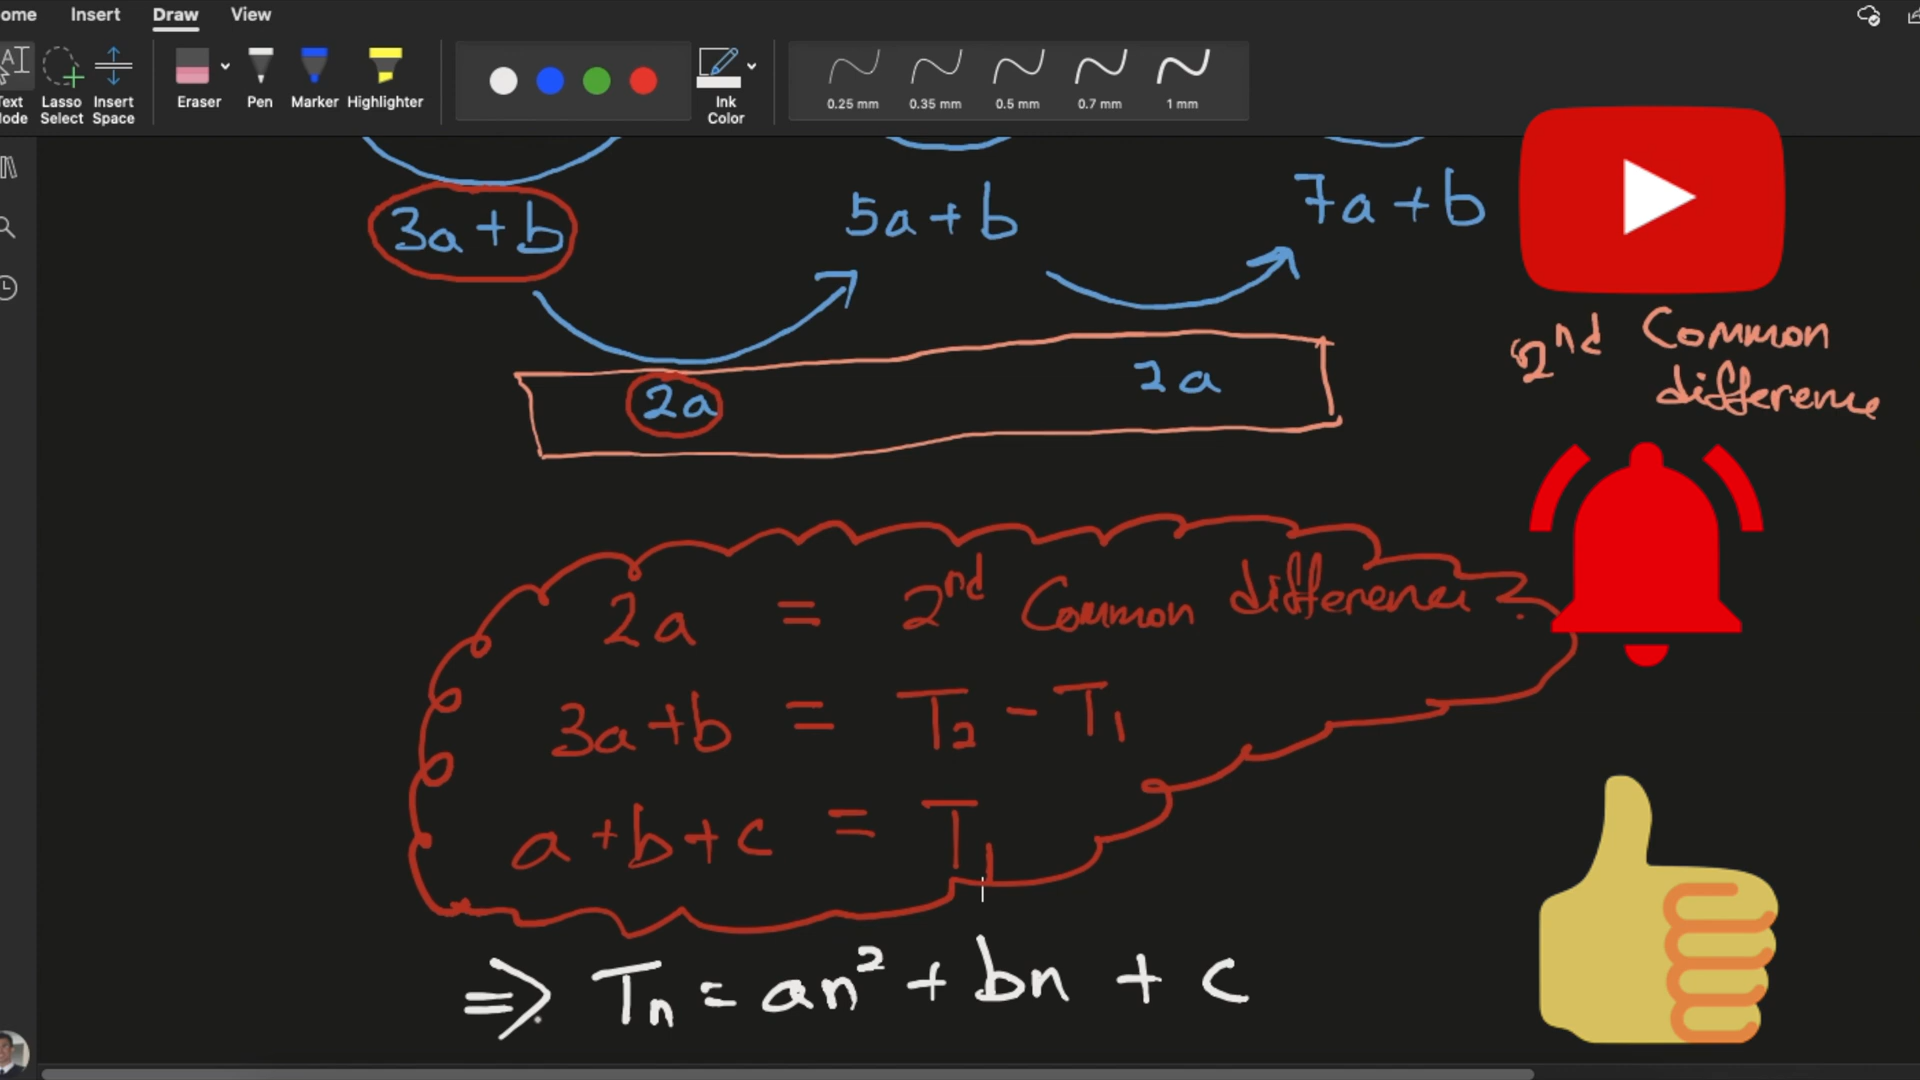 ome Insert Draw View
Text Lasso Insert Eraser Pen Marker Highlighter Ink 0.25 mm 0.35 mm 0.5 mm 0.7 mm 1 mm
ode Select Space Color
3a + b 5a + b 7a + b
2a 2a
2nd Common
difference
2a = 2nd Common difference
3a + b = T₂ - T₁
a + b + c = T₁
⇒ Tn = an² + bn + c